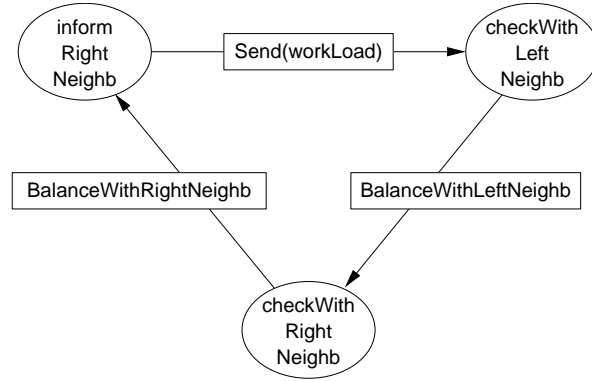 inform
Right
Neighb
Send(workLoad)
checkWith
Left
Neighb
BalanceWithRightNeighb
BalanceWithLeftNeighb
checkWith
Right
Neighb